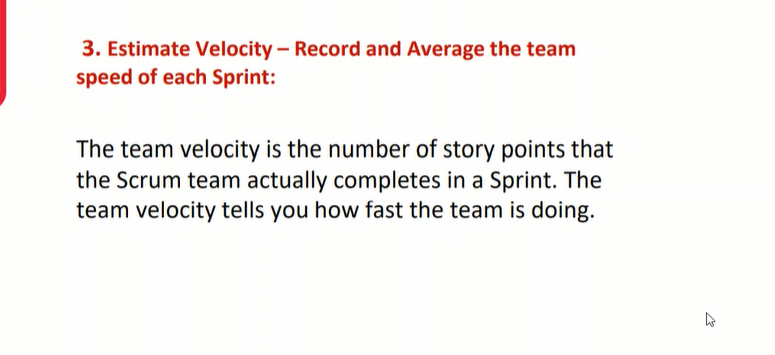 3. Estimate Velocity – Record and Average the team
speed of each Sprint:
The team velocity is the number of story points that
the Scrum team actually completes in a Sprint. The
team velocity tells you how fast the team is doing.